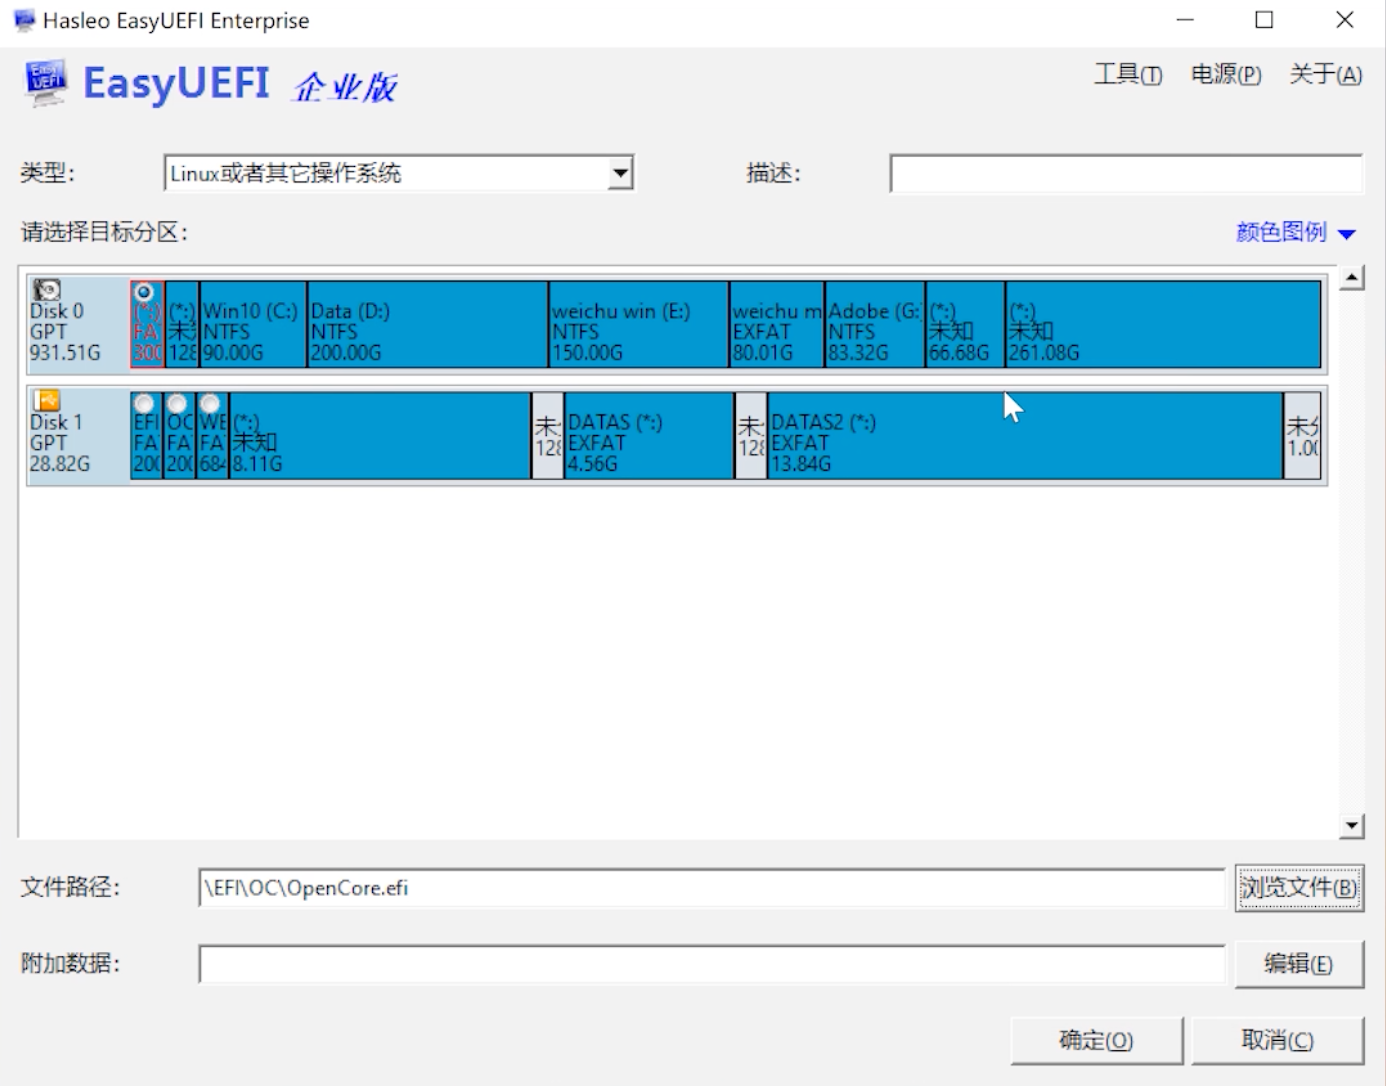 Hasleo EasyUEFI Enterprise
EasyUEFI 企业版
工具(T) 电源(P) 关于(A)
类型: Linux或者其它操作系统 描述:
请选择目标分区: 颜色图例
Disk 0
GPT
931.51G
(*:)
FA
300
(*:)
128
Win10 (C:)
NTFS
90.00G
Data (D:)
NTFS
200.00G
weichu win (E:)
NTFS
150.00G
weichu m
EXFAT
80.01G
Adobe (G:
NTFS
83.32G
(*:)
未知
66.68G
(*:)
未知
261.08G
Disk 1
GPT
28.82G
EFI
FA
200
OC
FA
200
WE
FA
684
(*:)
未知
8.11G
未
128
DATAS (*:)
EXFAT
4.56G
未
128
DATAS2 (*:)
EXFAT
13.84G
未
1.00
文件路径: \EFI\OC\OpenCore.efi 浏览文件(B)
附加数据: 编辑(E)
确定(O) 取消(C)